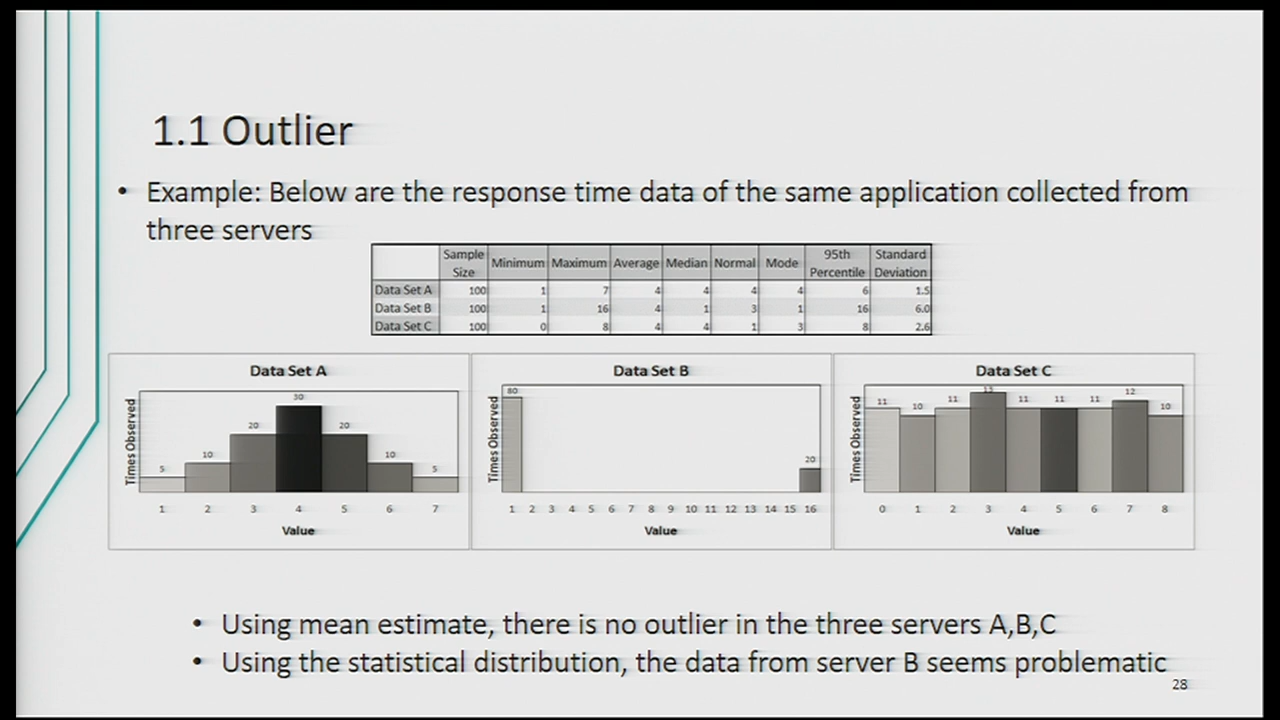 1.1 Outlier
• Example: Below are the response time data of the same application collected from
three servers
Sample Size Minimum Maximum Average Median Normal Mode 95th Percentile Standard Deviation
Data Set A 100 1 7 4 4 4 4 6 1.5
Data Set B 100 1 16 4 1 3 1 16 6.0
Data Set C 100 0 8 4 4 1 3 8 2.6
Data Set A
Times Observed
5 10 20 30 20 10 5
1 2 3 4 5 6 7
Value
Data Set B
Times Observed
80 20
1 2 3 4 5 6 7 8 9 10 11 12 13 14 15 16
Value
Data Set C
Times Observed
11 10 11 13 11 11 11 12 10
0 1 2 3 4 5 6 7 8
Value
• Using mean estimate, there is no outlier in the three servers A,B,C
• Using the statistical distribution, the data from server B seems problematic
28